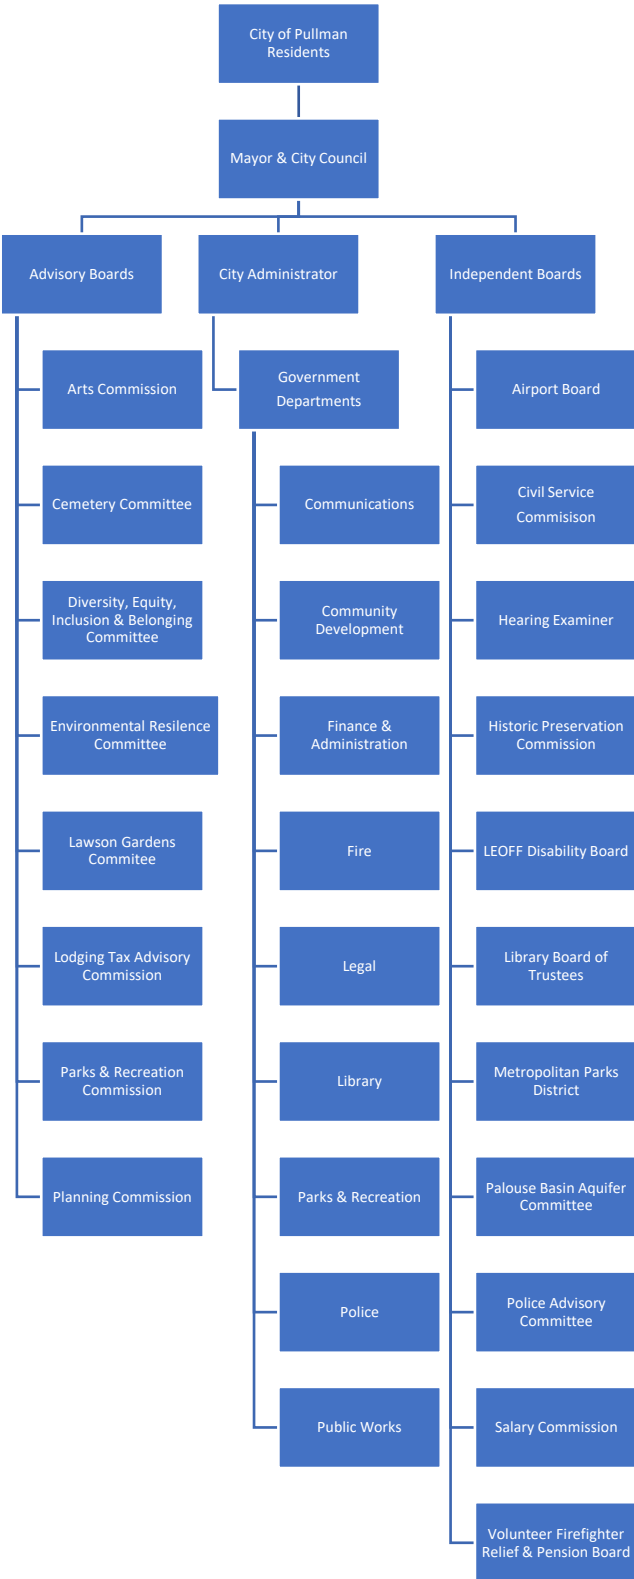 City of Pullman
Residents
Mayor & City Council
Advisory Boards
City Administrator
Independent Boards
Arts Commission
Cemetery Committee
Diversity, Equity,
Inclusion & Belonging
Committee
Environmental Resilence
Committee
Lawson Gardens
Commitee
Lodging Tax Advisory
Commission
Parks & Recreation
Commission
Planning Commission
Government
Departments
Communications
Community
Development
Finance &
Administration
Fire
Legal
Library
Parks & Recreation
Police
Public Works
Airport Board
Civil Service
Commisison
Hearing Examiner
Historic Preservation
Commission
LEOFF Disability Board
Library Board of
Trustees
Metropolitan Parks
District
Palouse Basin Aquifer
Committee
Police Advisory
Committee
Salary Commission
Volunteer Firefighter
Relief & Pension Board